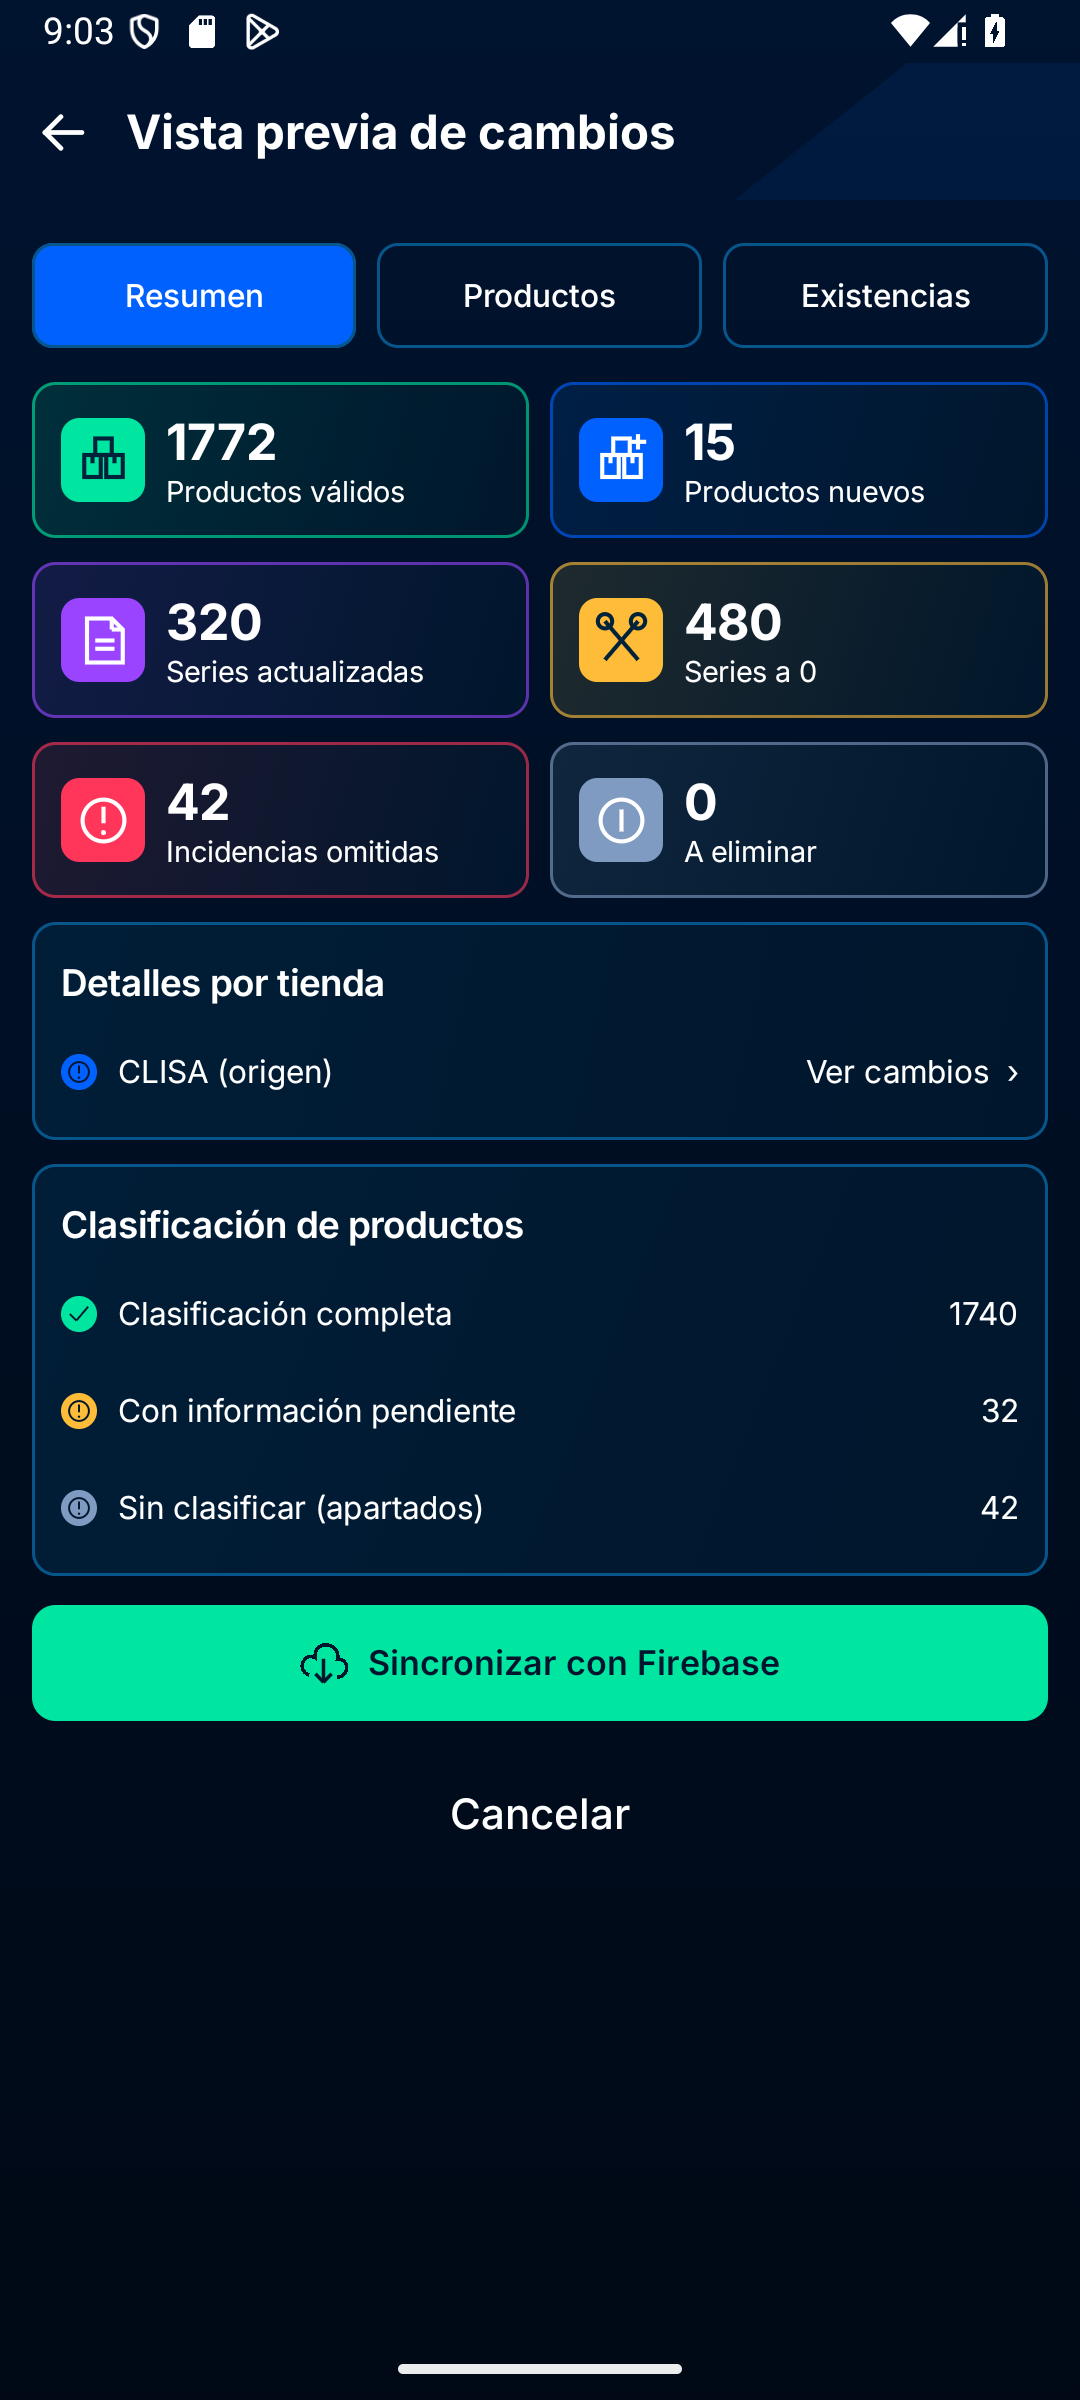 9:03
Vista previa de cambios
Resumen
Productos
Existencias
1772
Productos válidos
15
Productos nuevos
320
Series actualizadas
480
Series a 0
42
Incidencias omitidas
0
A eliminar
Detalles por tienda
CLISA (origen)
Ver cambios ›
Clasificación de productos
Clasificación completa
1740
Con información pendiente
32
Sin clasificar (apartados)
42
Sincronizar con Firebase
Cancelar